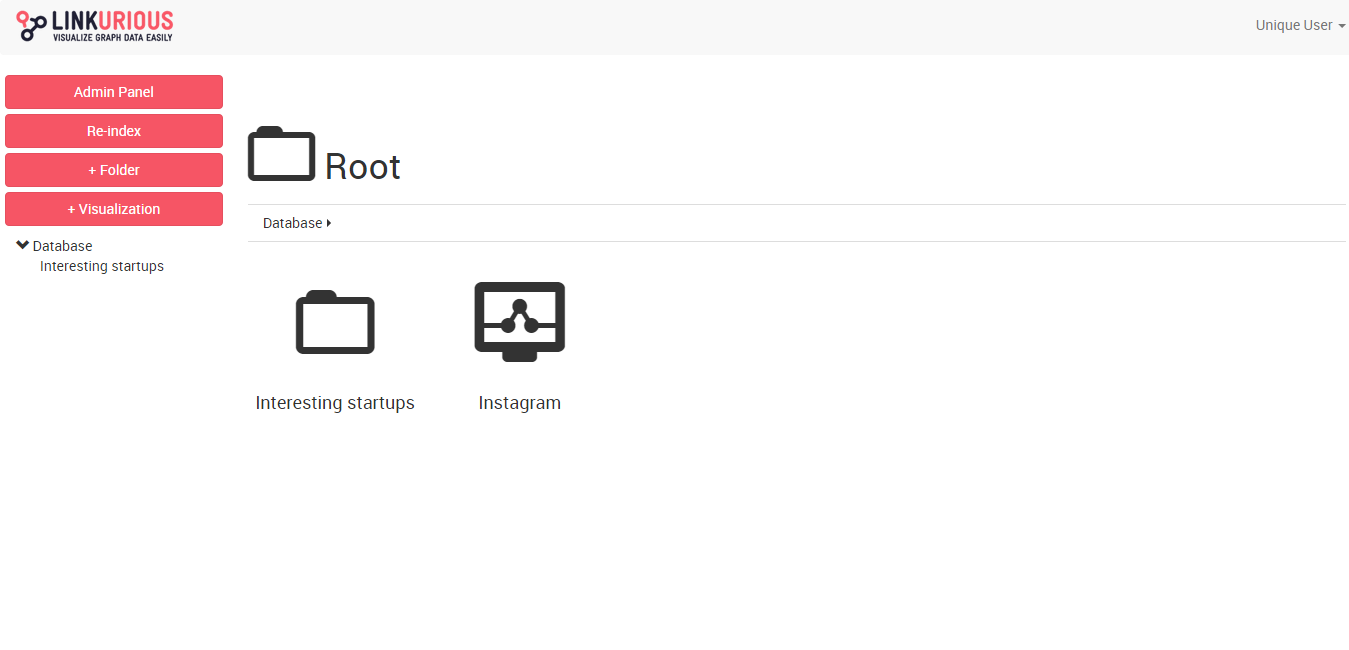 LINKURIOUS
VISUALIZE GRAPH DATA EASILY
Unique User
Admin Panel
Re-index
+ Folder
+ Visualization
Database
Interesting startups
Root
Database
Interesting startups
Instagram